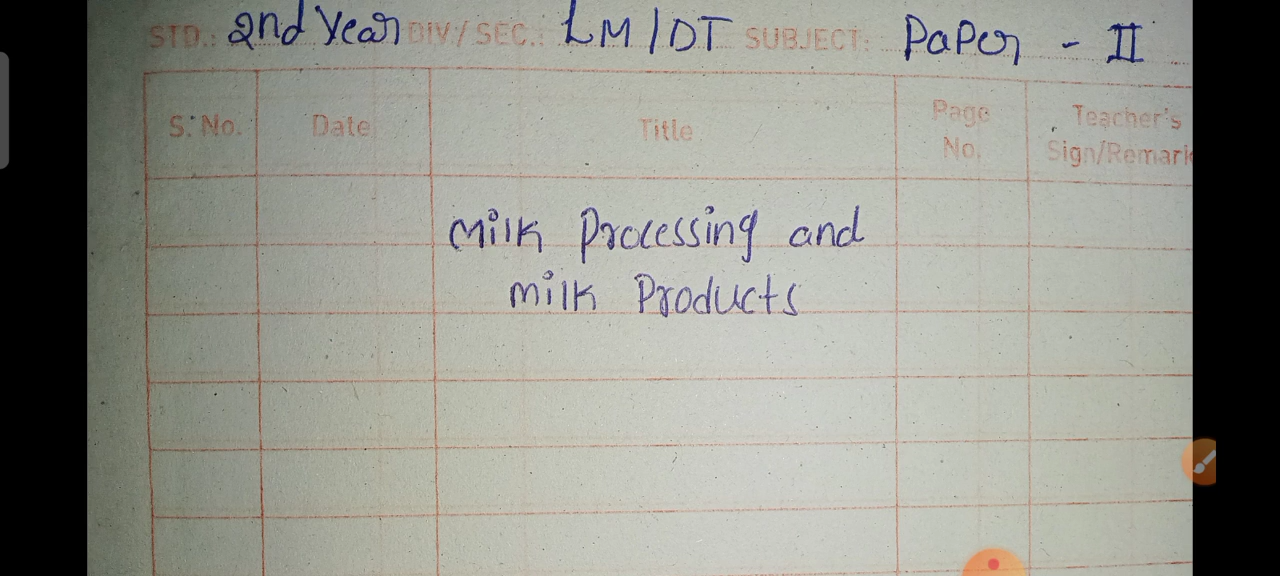 STD.: 2nd Year DIV / SEC.: LM/DT SUBJECT: Paper - II
S. No. Date Title Page No. Teacher's Sign/Remark
Milk Processing and
milk Products